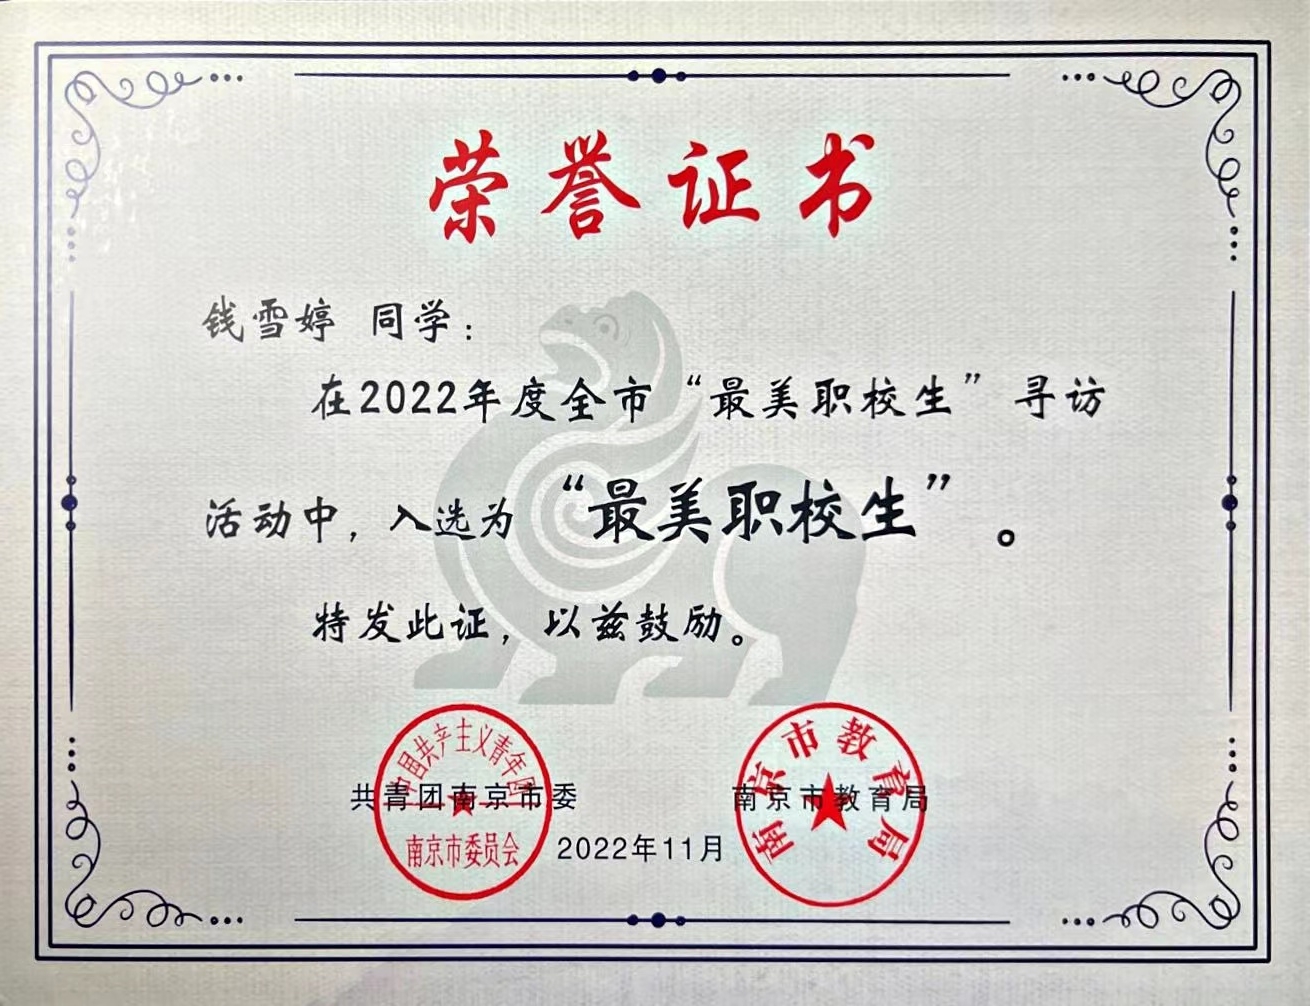 荣誉证书
钱雪婷 同学：
在2022年度全市“最美职校生”寻访
活动中，入选为“最美职校生”。
特发此证，以兹鼓励。
中国共产主义青年团
共青团南京市委
南京市委员会
南京市教育局
南京市教育局
2022年11月